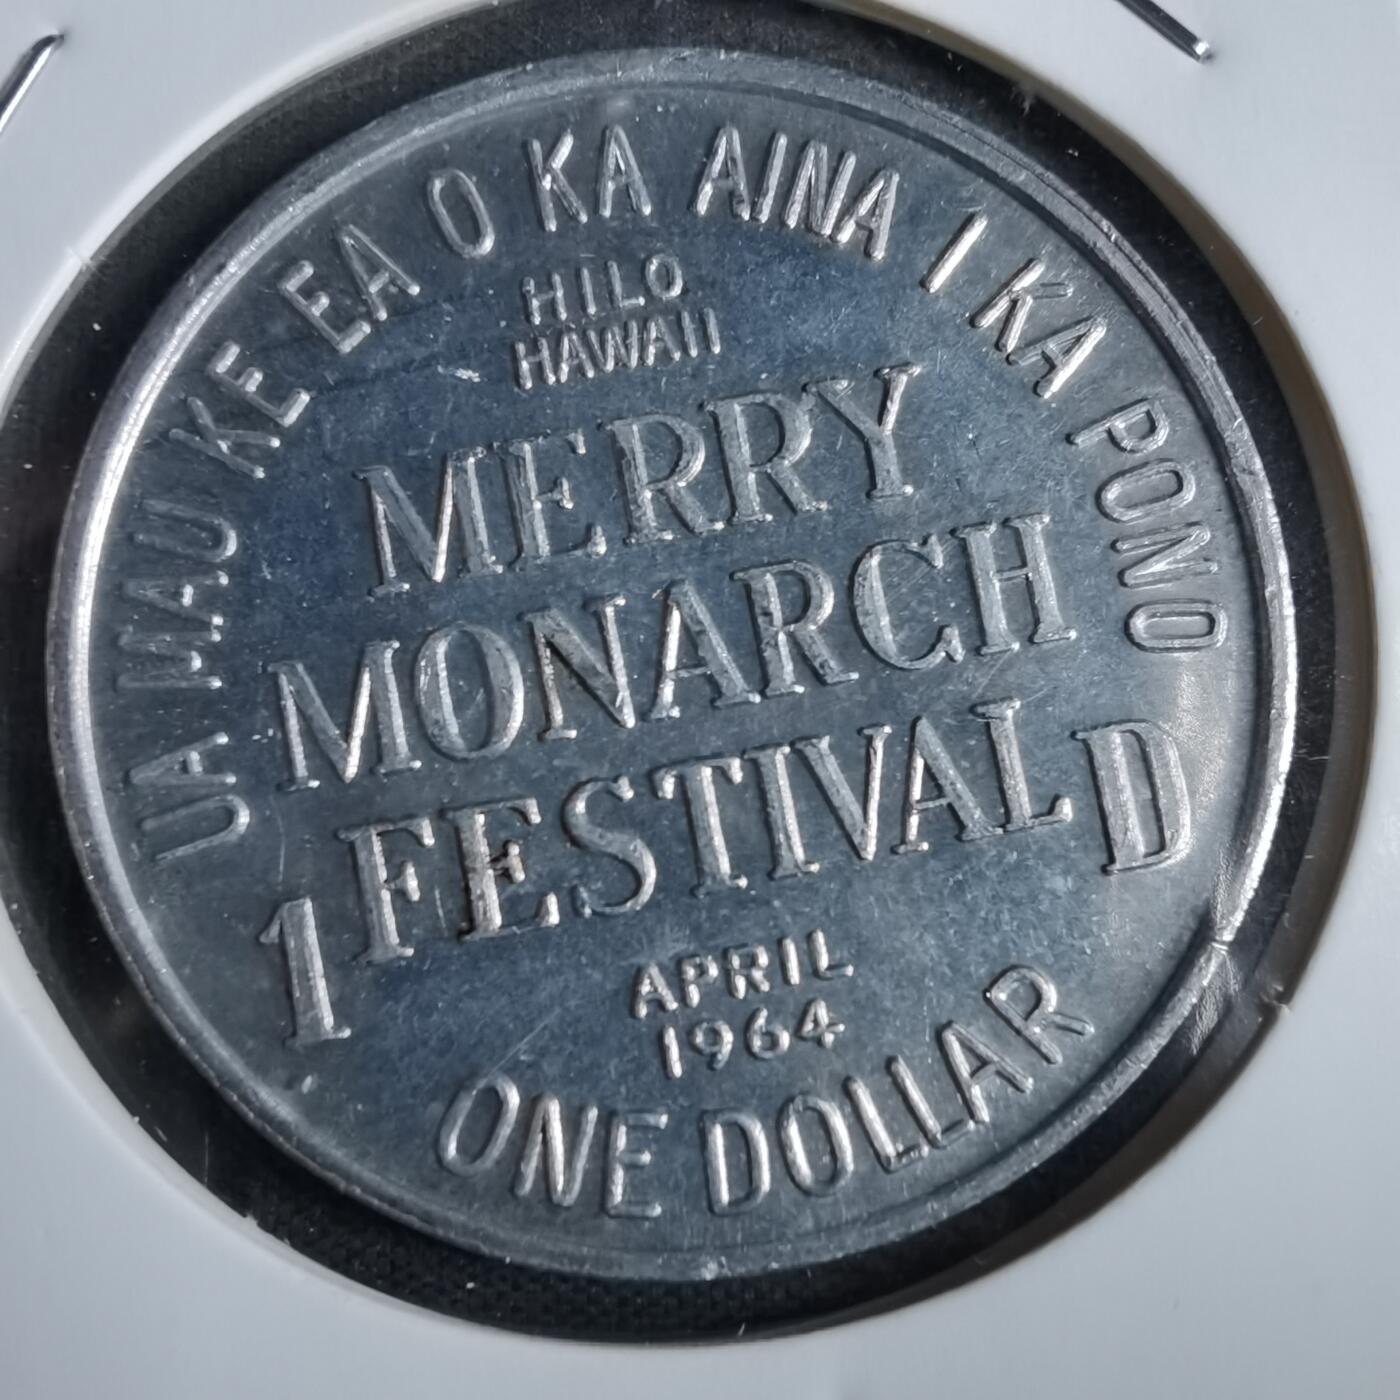 UA MAU KE EA O KA AINA I KA PONO
HILO
HAWAII
MERRY
MONARCH
FESTIVAL
1 D
APRIL
1964
ONE DOLLAR